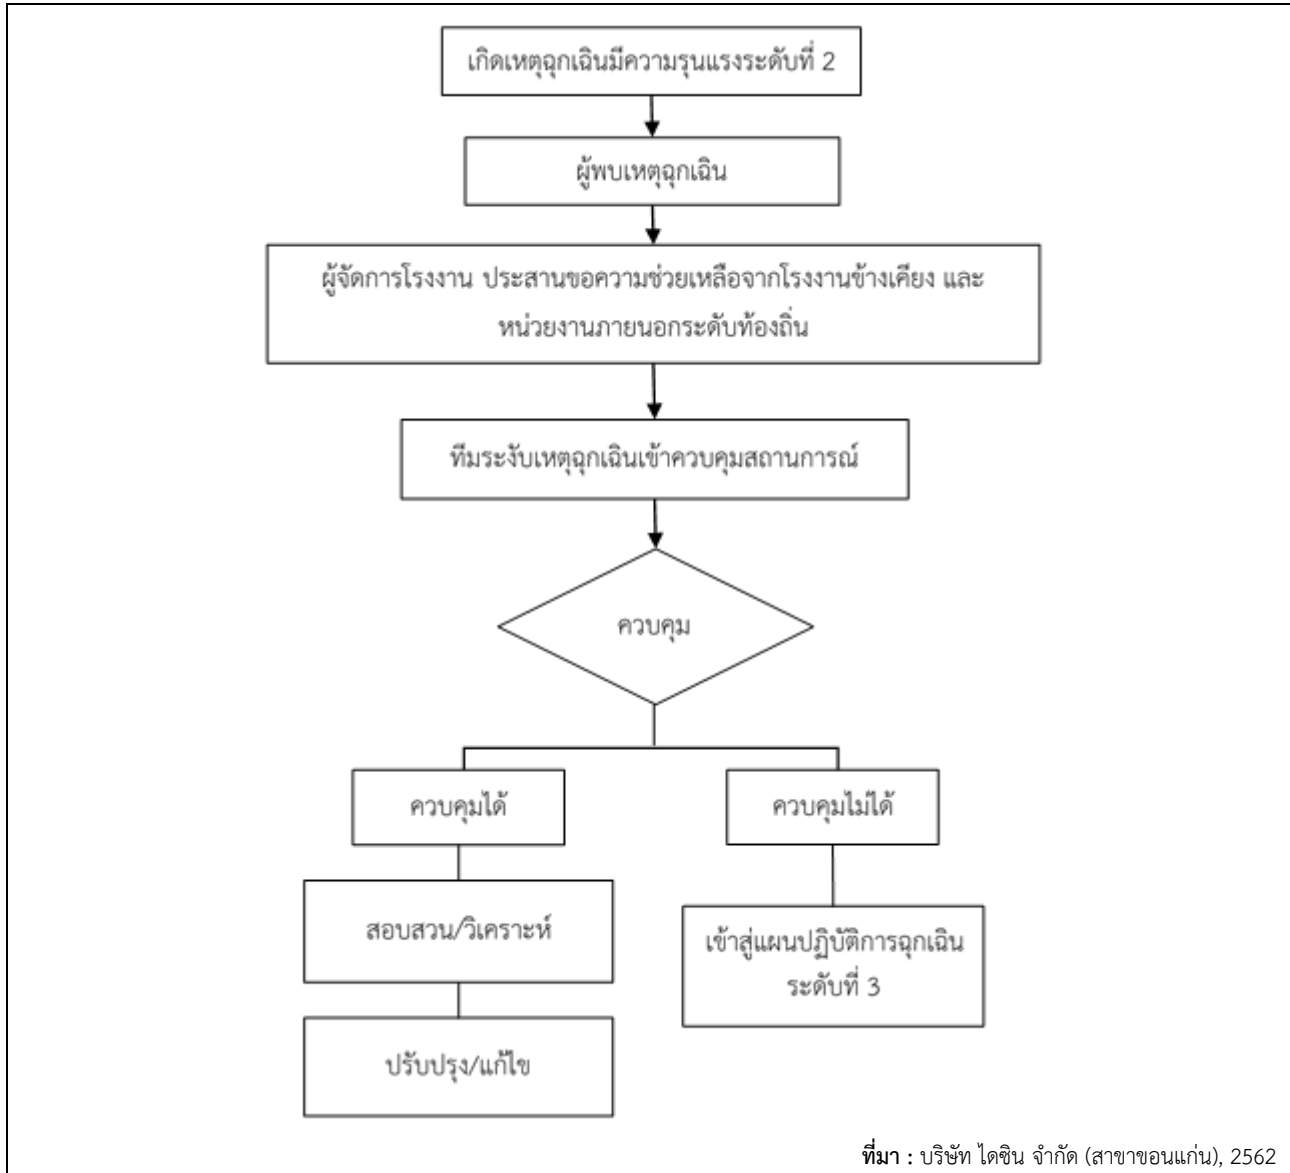 เกิดเหตุฉุกเฉินมีความรุนแรงระดับที่ 2
ผู้พบเหตุฉุกเฉิน
ผู้จัดการโรงงาน ประสานขอความช่วยเหลือจากโรงงานข้างเคียง และ
หน่วยงานภายนอกระดับท้องถิ่น
ทีมระงับเหตุฉุกเฉินเข้าควบคุมสถานการณ์
ควบคุม
ควบคุมได้
ควบคุมไม่ได้
สอบสวน/วิเคราะห์
เข้าสู่แผนปฏิบัติการฉุกเฉิน
ระดับที่ 3
ปรับปรุง/แก้ไข
ที่มา : บริษัท ไดซิน จำกัด (สาขาขอนแก่น), 2562